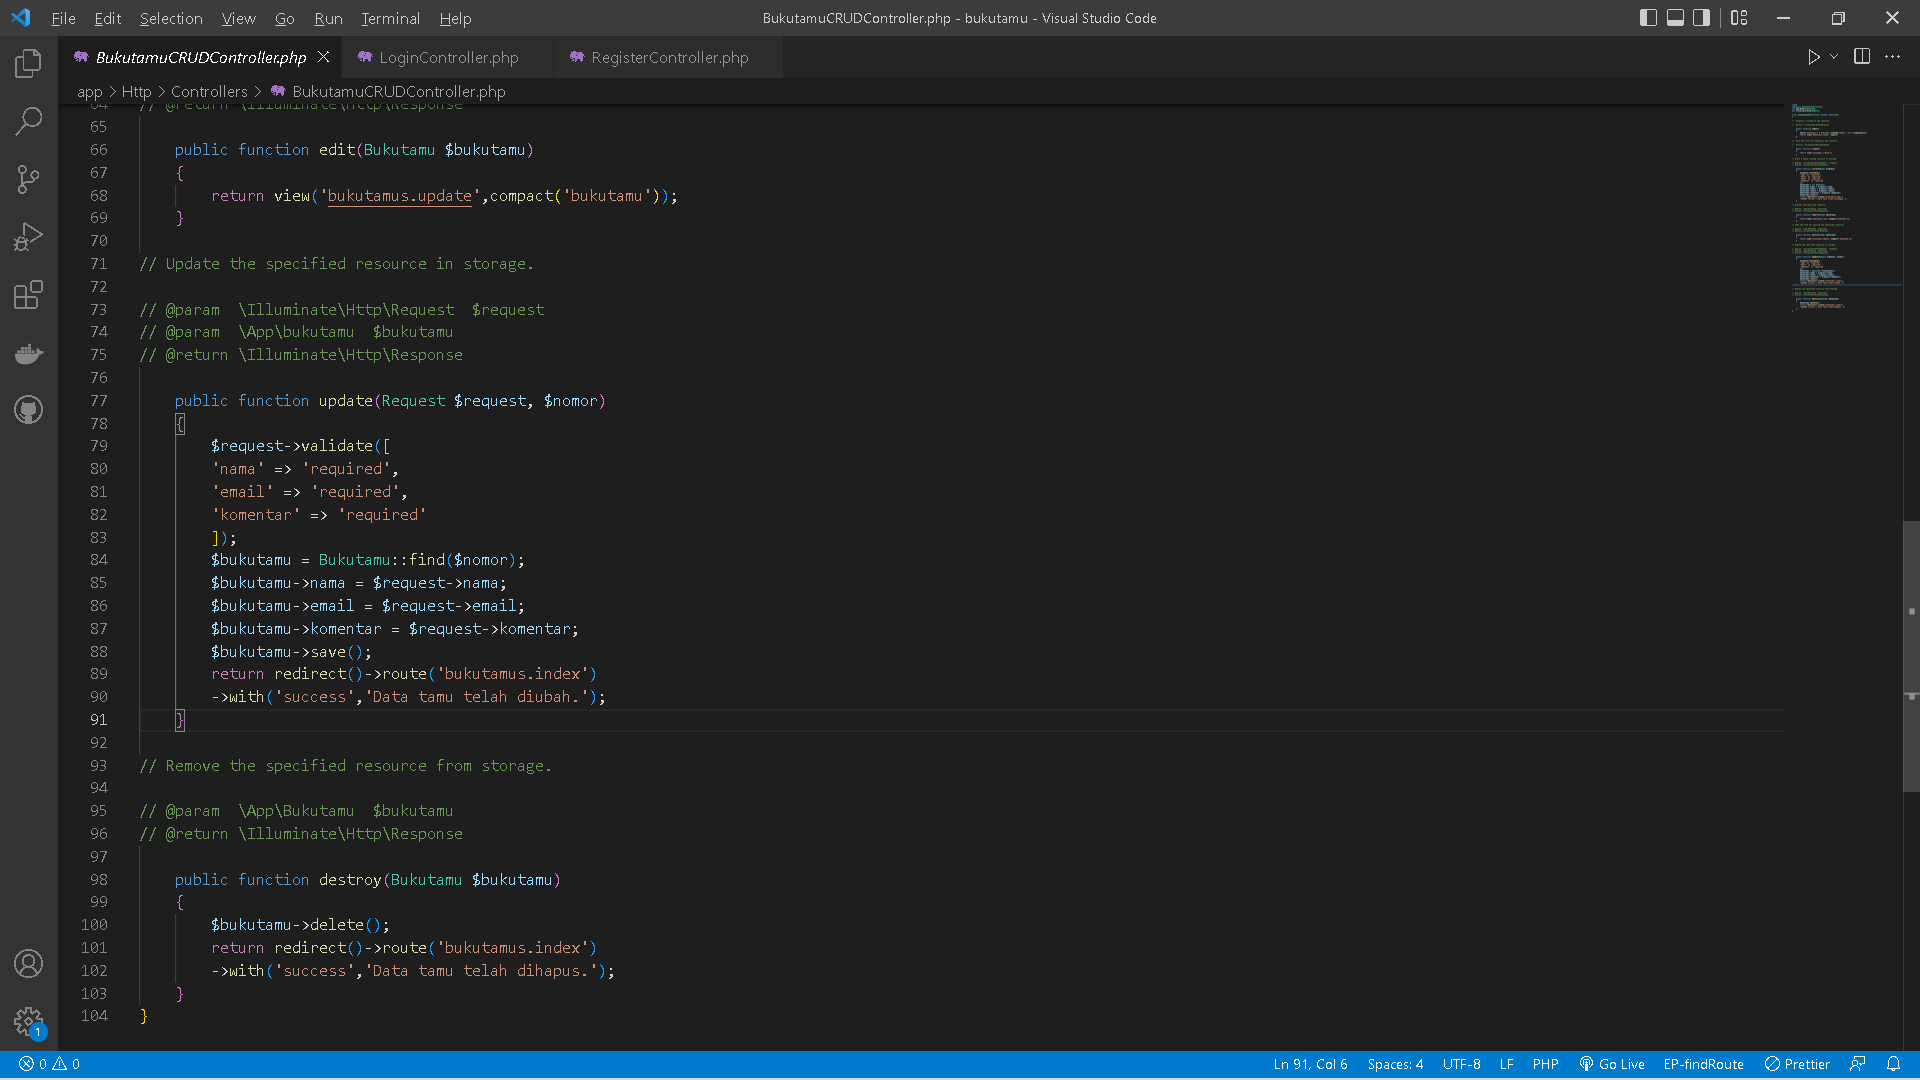 File Edit Selection View Go Run Terminal Help BukutamuCRUDController.php - bukutamu - Visual Studio Code
BukutamuCRUDController.php LoginController.php RegisterController.php
app > Http > Controllers > BukutamuCRUDController.php
64 // @return \Illuminate\Http\Response
65
66 public function edit(Bukutamu $bukutamu)
67 {
68 return view('bukutamus.update',compact('bukutamu'));
69 }
70
71 // Update the specified resource in storage.
72
73 // @param  \Illuminate\Http\Request  $request
74 // @param  \App\bukutamu  $bukutamu
75 // @return \Illuminate\Http\Response
76
77 public function update(Request $request, $nomor)
78 {
79 $request->validate([
80 'nama' => 'required',
81 'email' => 'required',
82 'komentar' => 'required'
83 ]);
84 $bukutamu = Bukutamu::find($nomor);
85 $bukutamu->nama = $request->nama;
86 $bukutamu->email = $request->email;
87 $bukutamu->komentar = $request->komentar;
88 $bukutamu->save();
89 return redirect()->route('bukutamus.index')
90 ->with('success','Data tamu telah diubah.');
91 }
92
93 // Remove the specified resource from storage.
94
95 // @param  \App\Bukutamu  $bukutamu
96 // @return \Illuminate\Http\Response
97
98 public function destroy(Bukutamu $bukutamu)
99 {
100 $bukutamu->delete();
101 return redirect()->route('bukutamus.index')
102 ->with('success','Data tamu telah dihapus.');
103 }
104 }
1
0 0 Ln 91, Col 6 Spaces: 4 UTF-8 LF PHP Go Live EP-findRoute Prettier